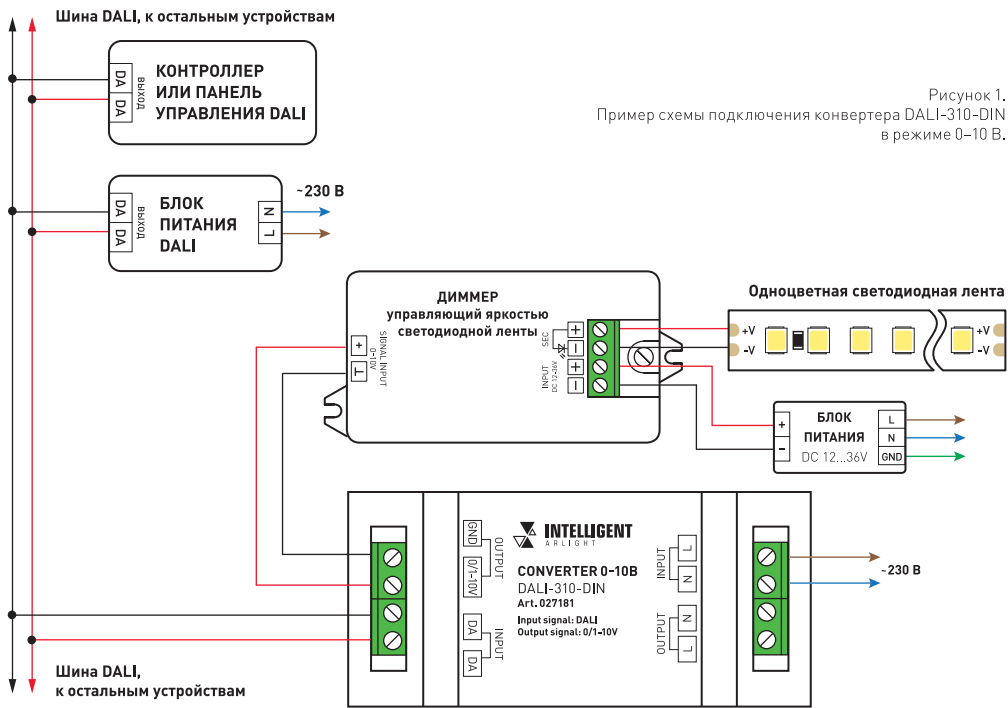 Шина DALI, к остальным устройствам
DA
DA
ВЫХОД
КОНТРОЛЛЕР
ИЛИ ПАНЕЛЬ
УПРАВЛЕНИЯ DALI
Рисунок 1.
Пример схемы подключения конвертера DALI-310-DIN
в режиме 0–10 В.
DA
DA
ВЫХОД
БЛОК
ПИТАНИЯ
DALI
N
L
~230 В
ДИММЕР
управляющий яркостью
светодиодной ленты
+
T
SIGNAL INPUT
0-10V
SEC
INPUT
DC 12-36V
+
−
+
−
Одноцветная светодиодная лента
+V
-V
+V
-V
+
−
БЛОК
ПИТАНИЯ
DC 12...36V
L
N
GND
GND
0/1-10V
OUTPUT
DA
DA
INPUT
INTELLIGENT
ARLIGHT
CONVERTER 0-10В
DALI-310-DIN
Art. 027181
Input signal: DALI
Output signal: 0/1-10V
INPUT
L
N
OUTPUT
N
L
~230 В
Шина DALI,
к остальным устройствам